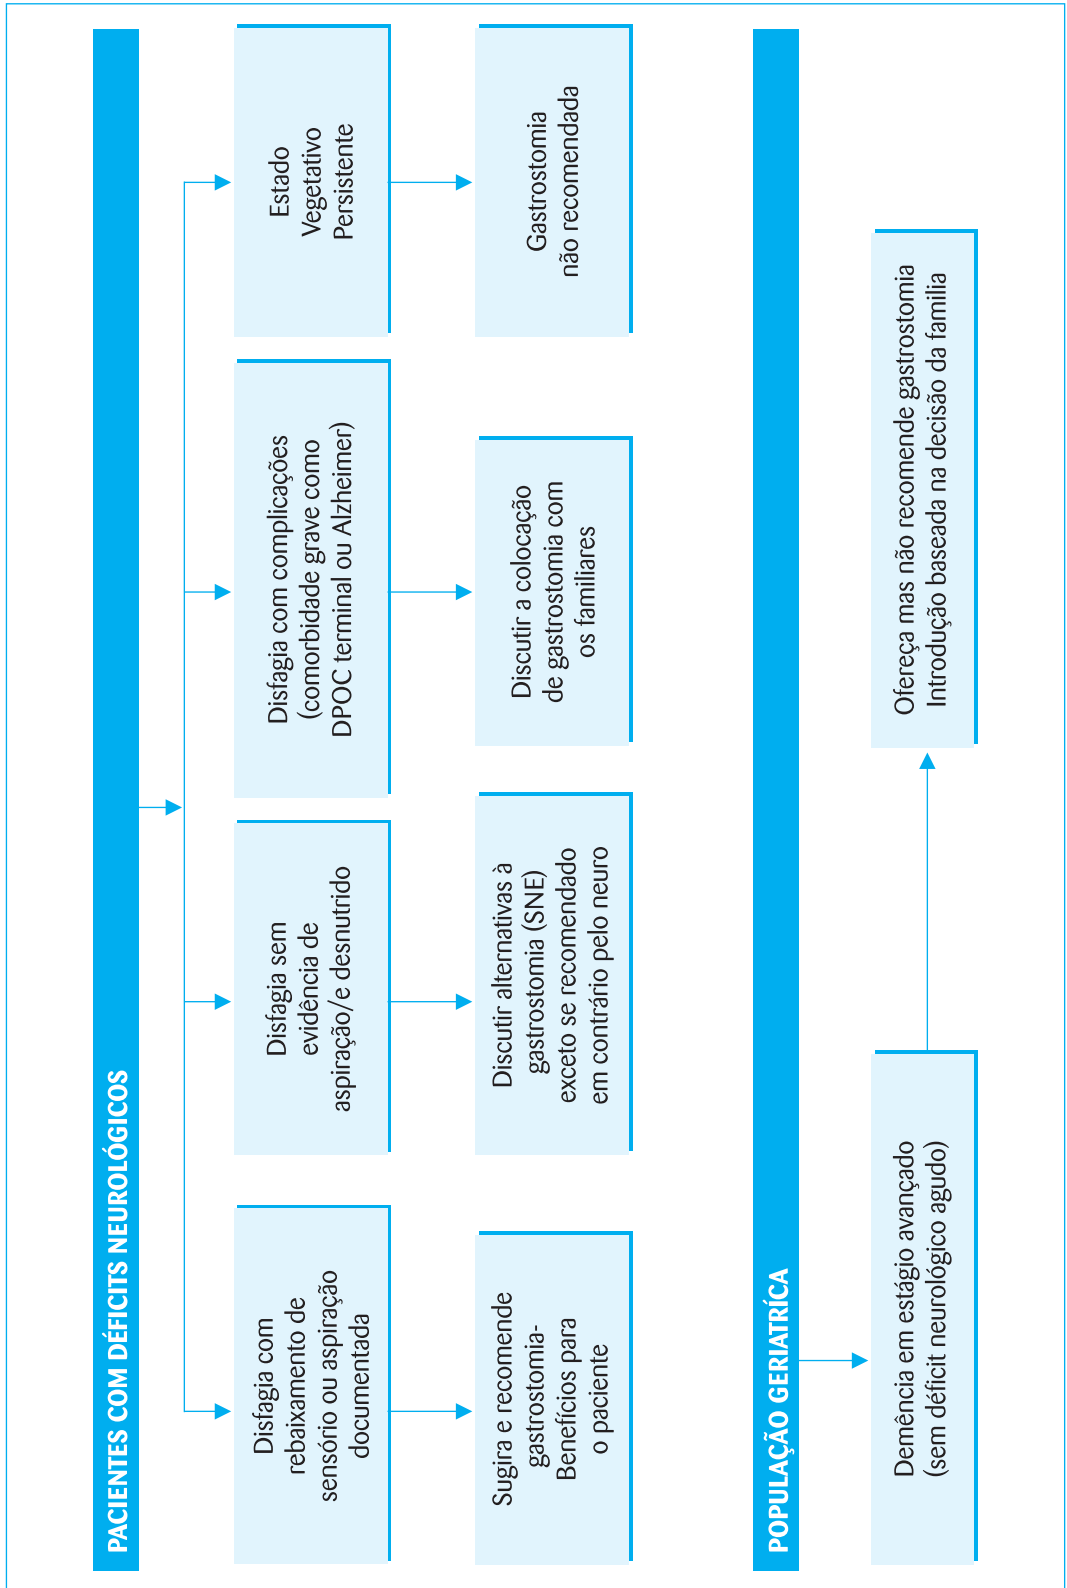 PACIENTES COM DÉFICITS NEUROLÓGICOS
Disfagia com
rebaixamento de
sensório ou aspiração
documentada
Disfagia sem
evidência de
aspiração/e desnutrido
Disfagia com complicações
(comorbidade grave como
DPOC terminal ou Alzheimer)
Estado
Vegetativo
Persistente
Sugira e recomende
gastrostomia-
Benefícios para
o paciente
Discutir alternativas à
gastrostomia (SNE)
exceto se recomendado
em contrário pelo neuro
Discutir a colocação
de gastrostomia com
os familiares
Gastrostomia
não recomendada
POPULAÇÃO GERIATRÍCA
Demência em estágio avançado
(sem déficit neurológico agudo)
Ofereça mas não recomende gastrostomia
Introdução baseada na decisão da familia